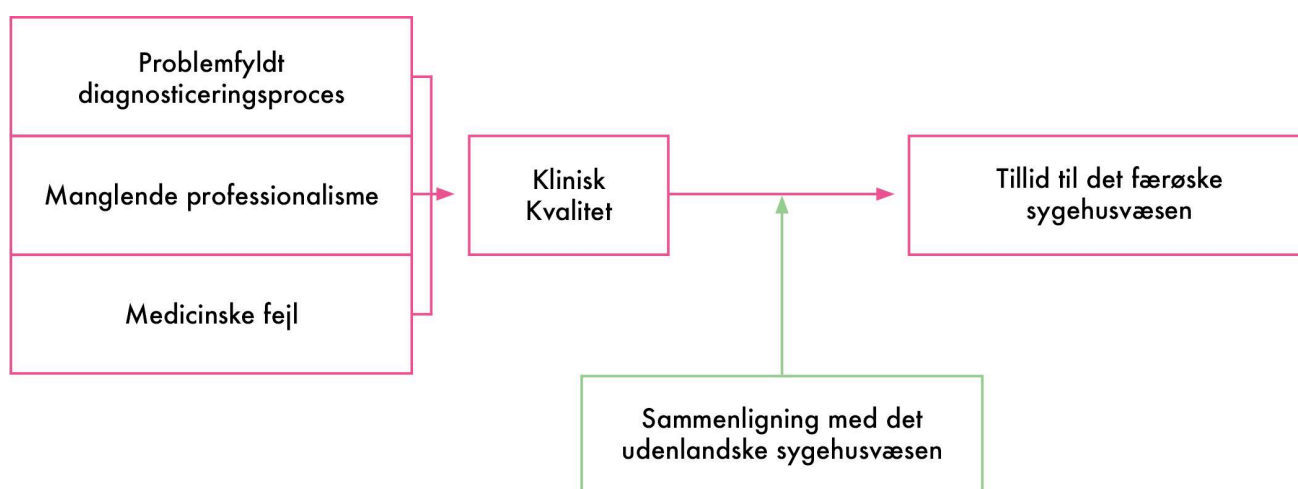 Problemfyldt
diagnosticeringsproces
Manglende professionalisme
Medicinske fejl
Klinisk
Kvalitet
Tillid til det færøske
sygehusvæsen
Sammenligning med det
udenlandske sygehusvæsen